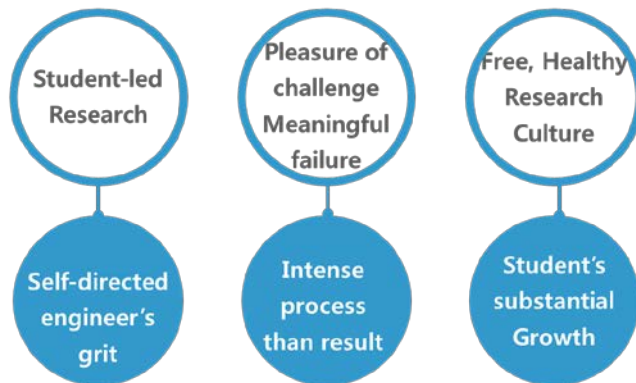 Student-led
Research
Pleasure of
challenge
Meaningful
failure
Free, Healthy
Research
Culture
Self-directed
engineer's
grit
Intense
process
than result
Student's
substantial
Growth